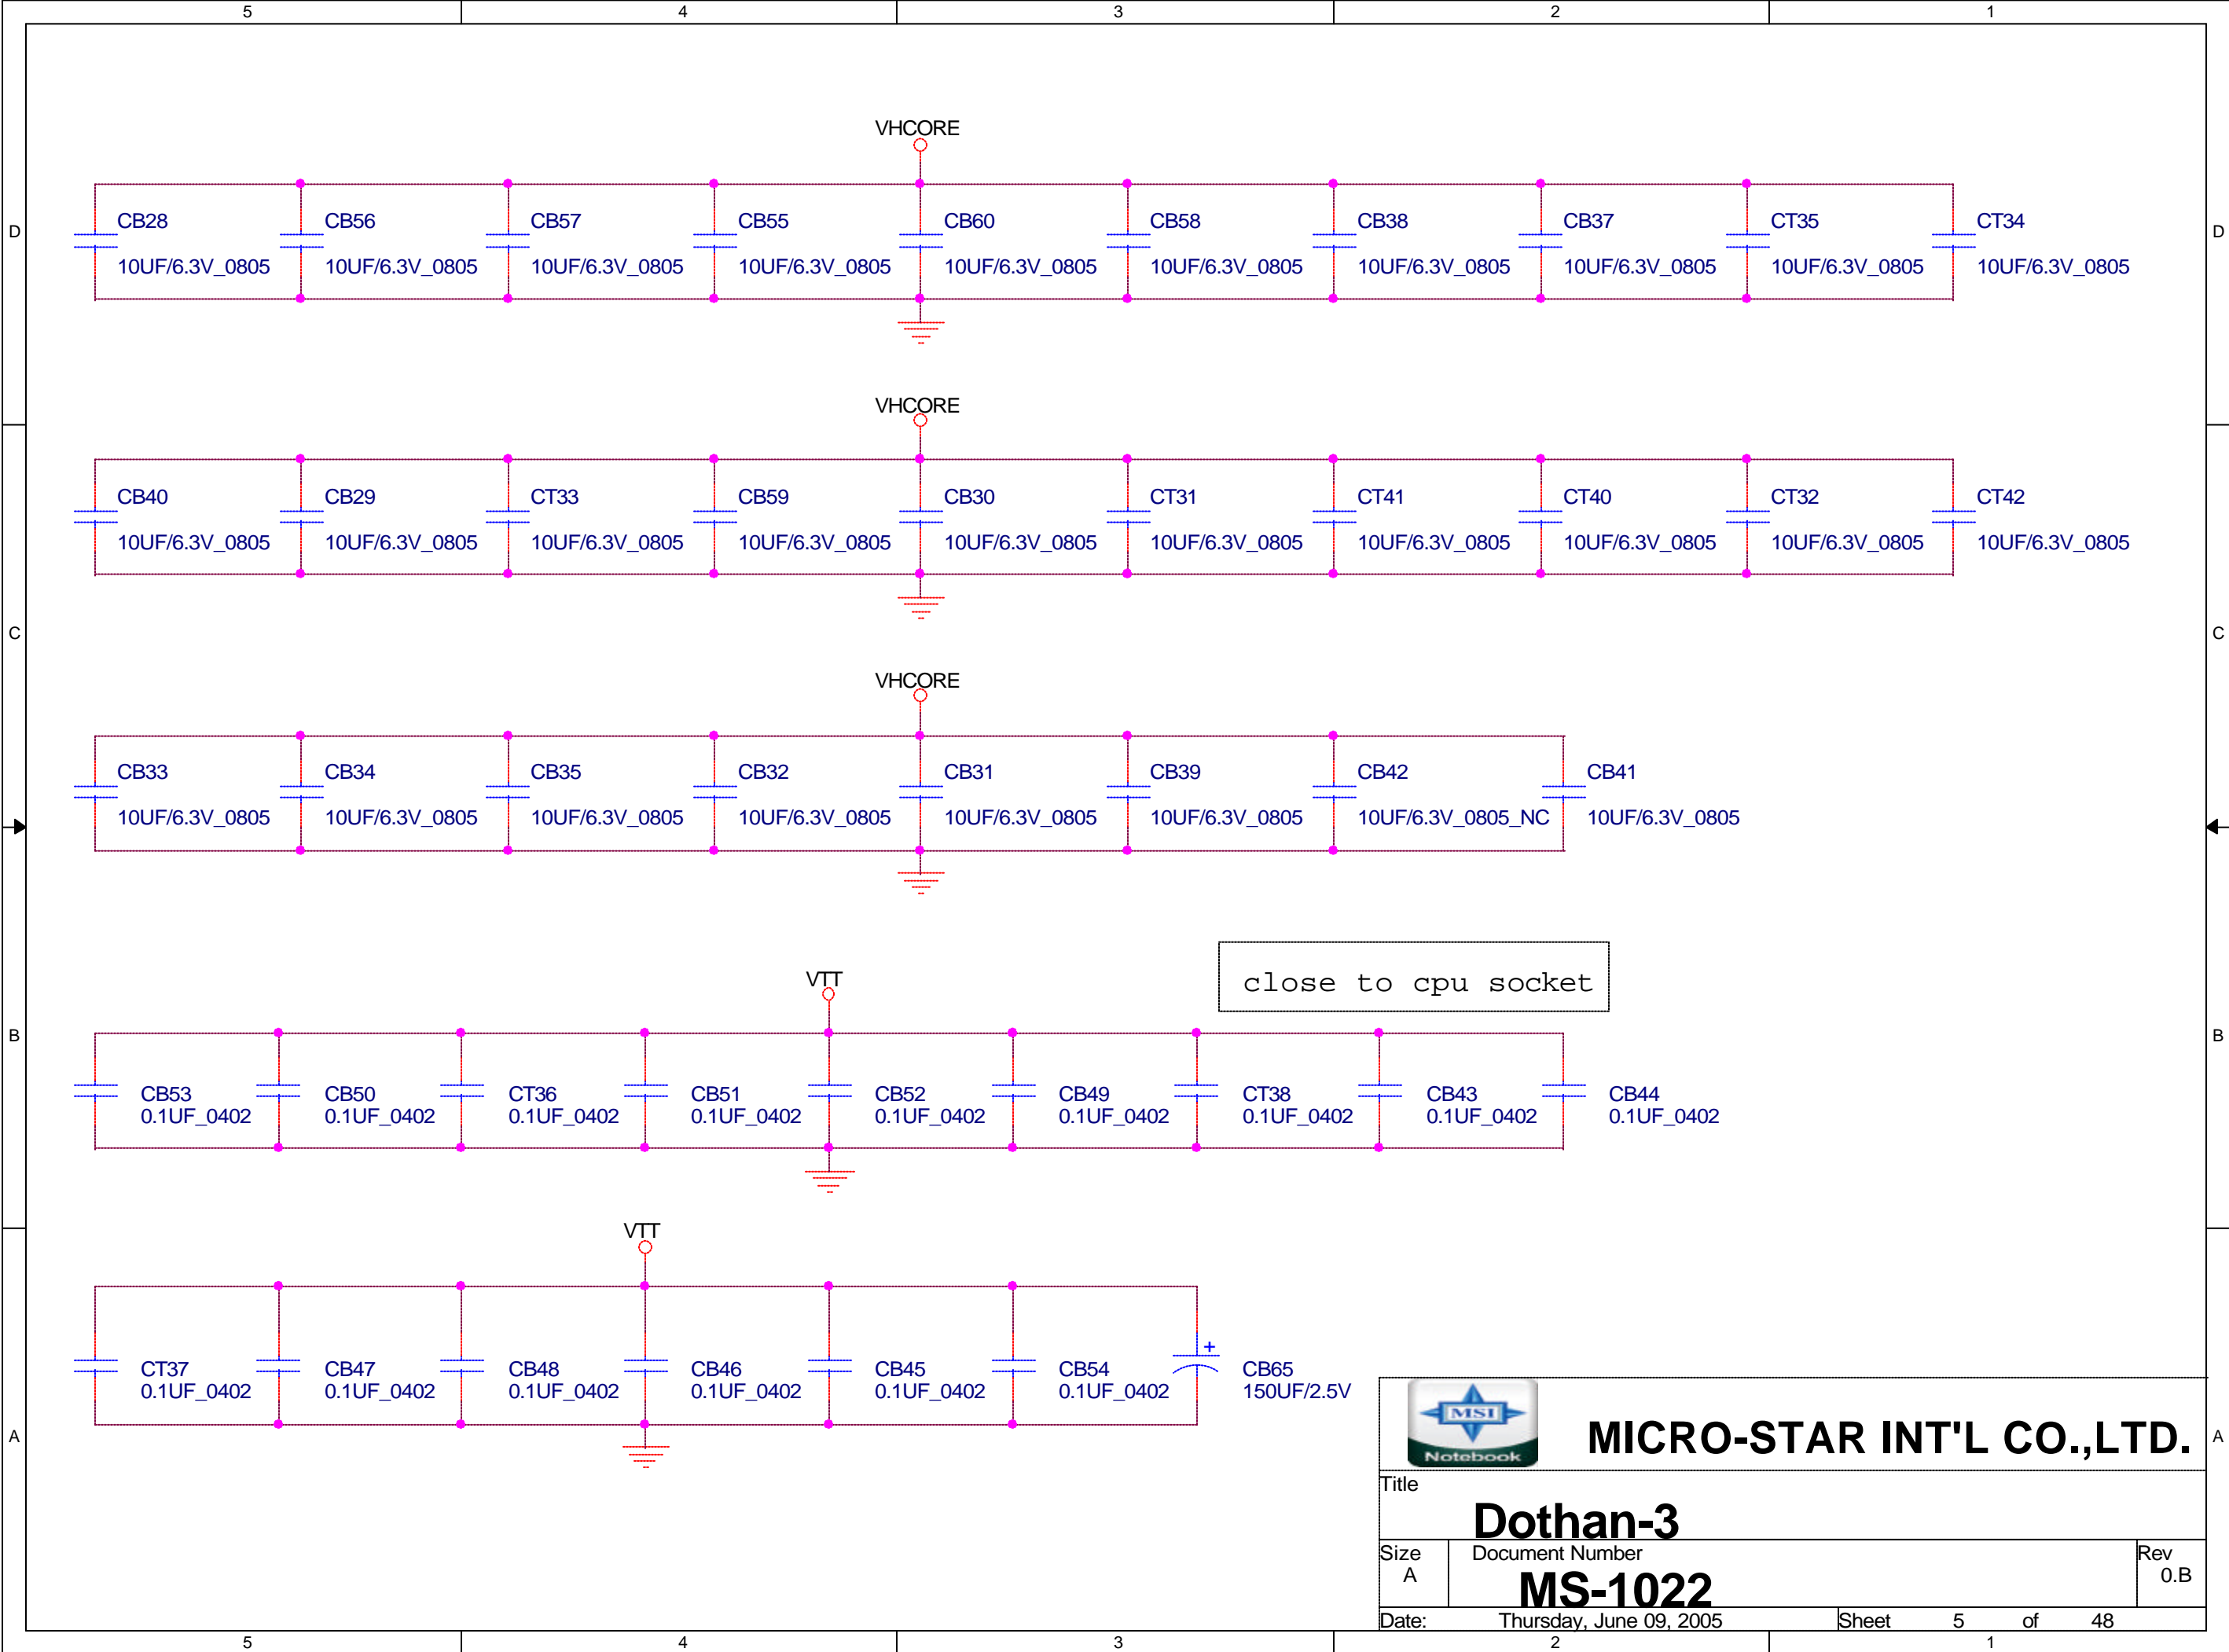 5 4 3 2 1
VHCORE
D D
CB28 CB56 CB57 CB55 CB60 CB58 CB38 CB37 CT35 CT34
10UF/6.3V_0805 10UF/6.3V_0805 10UF/6.3V_0805 10UF/6.3V_0805 10UF/6.3V_0805 10UF/6.3V_0805 10UF/6.3V_0805 10UF/6.3V_0805 10UF/6.3V_0805 10UF/6.3V_0805
VHCORE
CB40 CB29 CT33 CB59 CB30 CT31 CT41 CT40 CT32 CT42
10UF/6.3V_0805 10UF/6.3V_0805 10UF/6.3V_0805 10UF/6.3V_0805 10UF/6.3V_0805 10UF/6.3V_0805 10UF/6.3V_0805 10UF/6.3V_0805 10UF/6.3V_0805 10UF/6.3V_0805
C C
VHCORE
CB33 CB34 CB35 CB32 CB31 CB39 CB42 CB41
10UF/6.3V_0805 10UF/6.3V_0805 10UF/6.3V_0805 10UF/6.3V_0805 10UF/6.3V_0805 10UF/6.3V_0805 10UF/6.3V_0805_NC 10UF/6.3V_0805
VTT
close to cpu socket
B B
CB53 CB50 CT36 CB51 CB52 CB49 CT38 CB43 CB44
0.1UF_0402 0.1UF_0402 0.1UF_0402 0.1UF_0402 0.1UF_0402 0.1UF_0402 0.1UF_0402 0.1UF_0402 0.1UF_0402
VTT
+
CT37 CB47 CB48 CB46 CB45 CB54 CB65
0.1UF_0402 0.1UF_0402 0.1UF_0402 0.1UF_0402 0.1UF_0402 0.1UF_0402 150UF/2.5V
A A
MSI
Notebook
MICRO-STAR INT'L CO.,LTD.
Title
Dothan-3
Size Document Number Rev
A MS-1022 0.B
Date: Thursday, June 09, 2005 Sheet 5 of 48
5 4 3 2 1